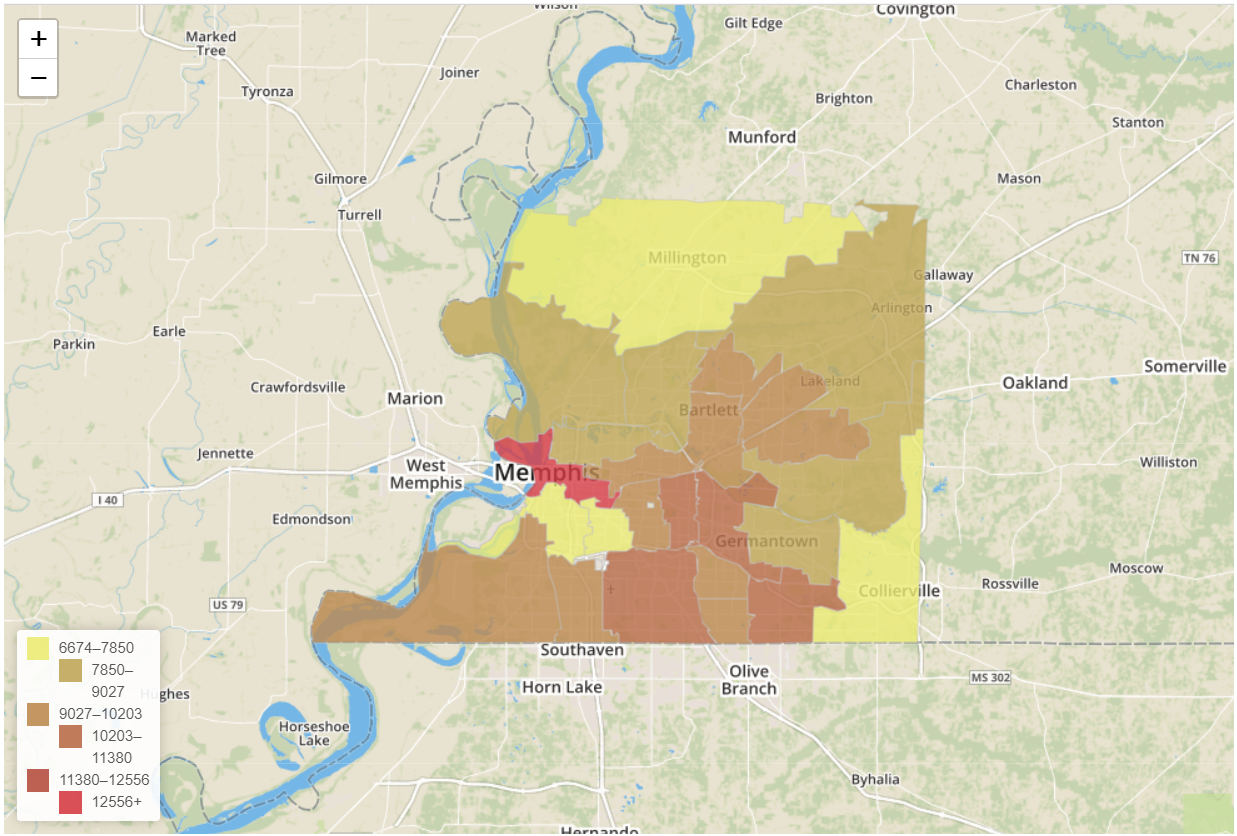 Wilson
Gilt Edge
Covington
+
−
Marked
Tree
Joiner
Tyronza
Charleston
Brighton
Stanton
Munford
Gilmore
Mason
Turrell
Millington
TN 76
Gallaway
Arlington
Earle
Parkin
Somerville
Lakeland
Oakland
Crawfordsville
Marion
Bartlett
Jennette
Williston
West
Memphis
Memphis
I 40
Edmondson
Germantown
Moscow
Rossville
Collierville
US 79
Southaven
Olive
Branch
MS 302
Horn Lake
Hughes
Horseshoe
Lake
Byhalia
Hernando
6674–7850
7850–
9027
9027–10203
10203–
11380
11380–12556
12556+